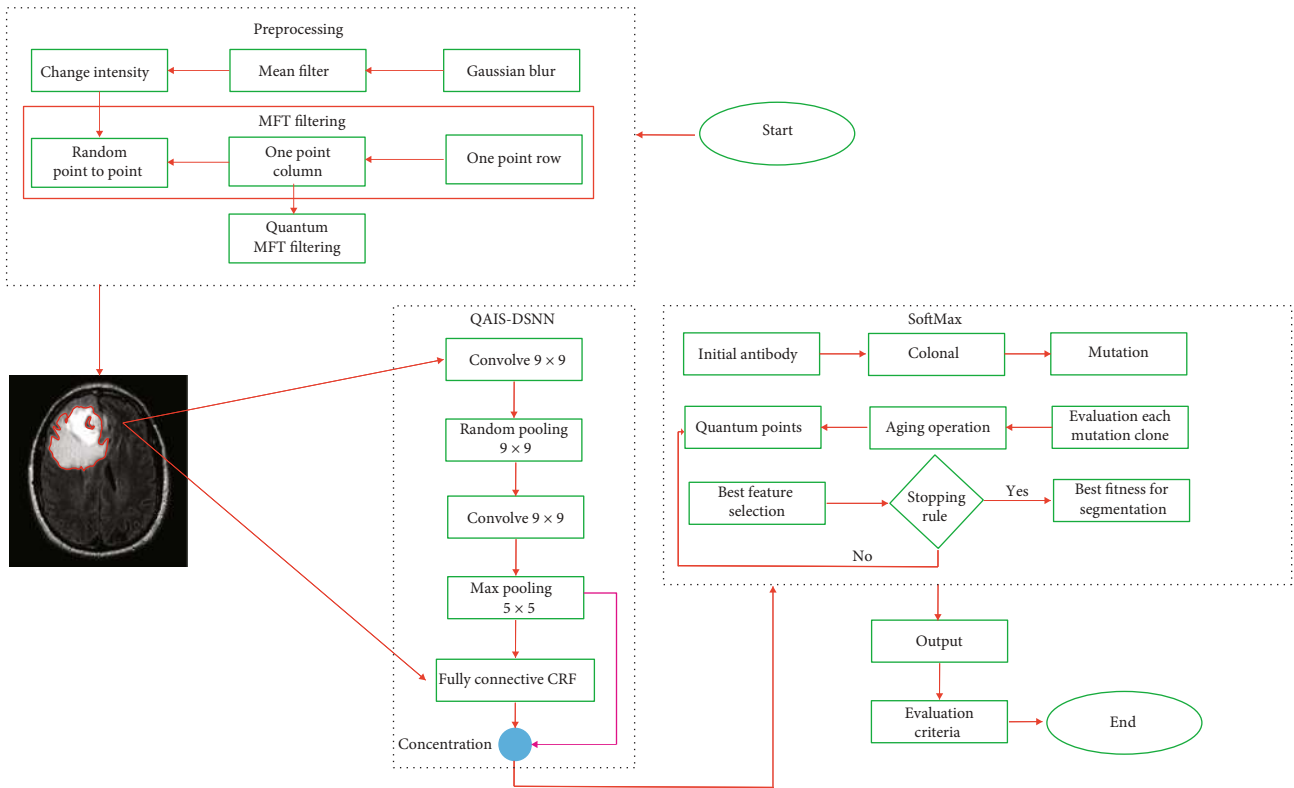 Preprocessing
Change intensity
Mean filter
Gaussian blur
MFT filtering
Random
point to point
One point
column
One point row
Quantum
MFT filtering
Start
QAIS-DSNN
Convolve 9 × 9
Random pooling
9 × 9
Convolve 9 × 9
Max pooling
5 × 5
Fully connective CRF
Concentration
SoftMax
Initial antibody
Colonal
Mutation
Quantum points
Aging operation
Evaluation each
mutation clone
Best feature
selection
Stopping
rule
Yes
Best fitness for
segmentation
No
Output
Evaluation
criteria
End